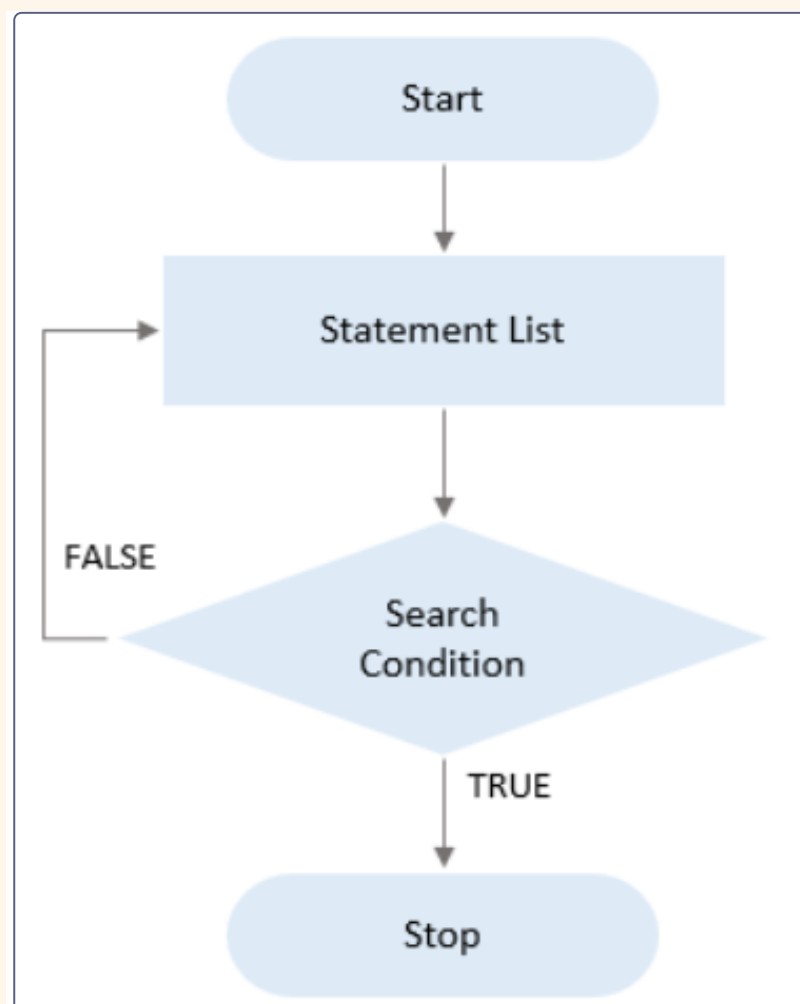 Start
Statement List
FALSE
Search
Condition
TRUE
Stop